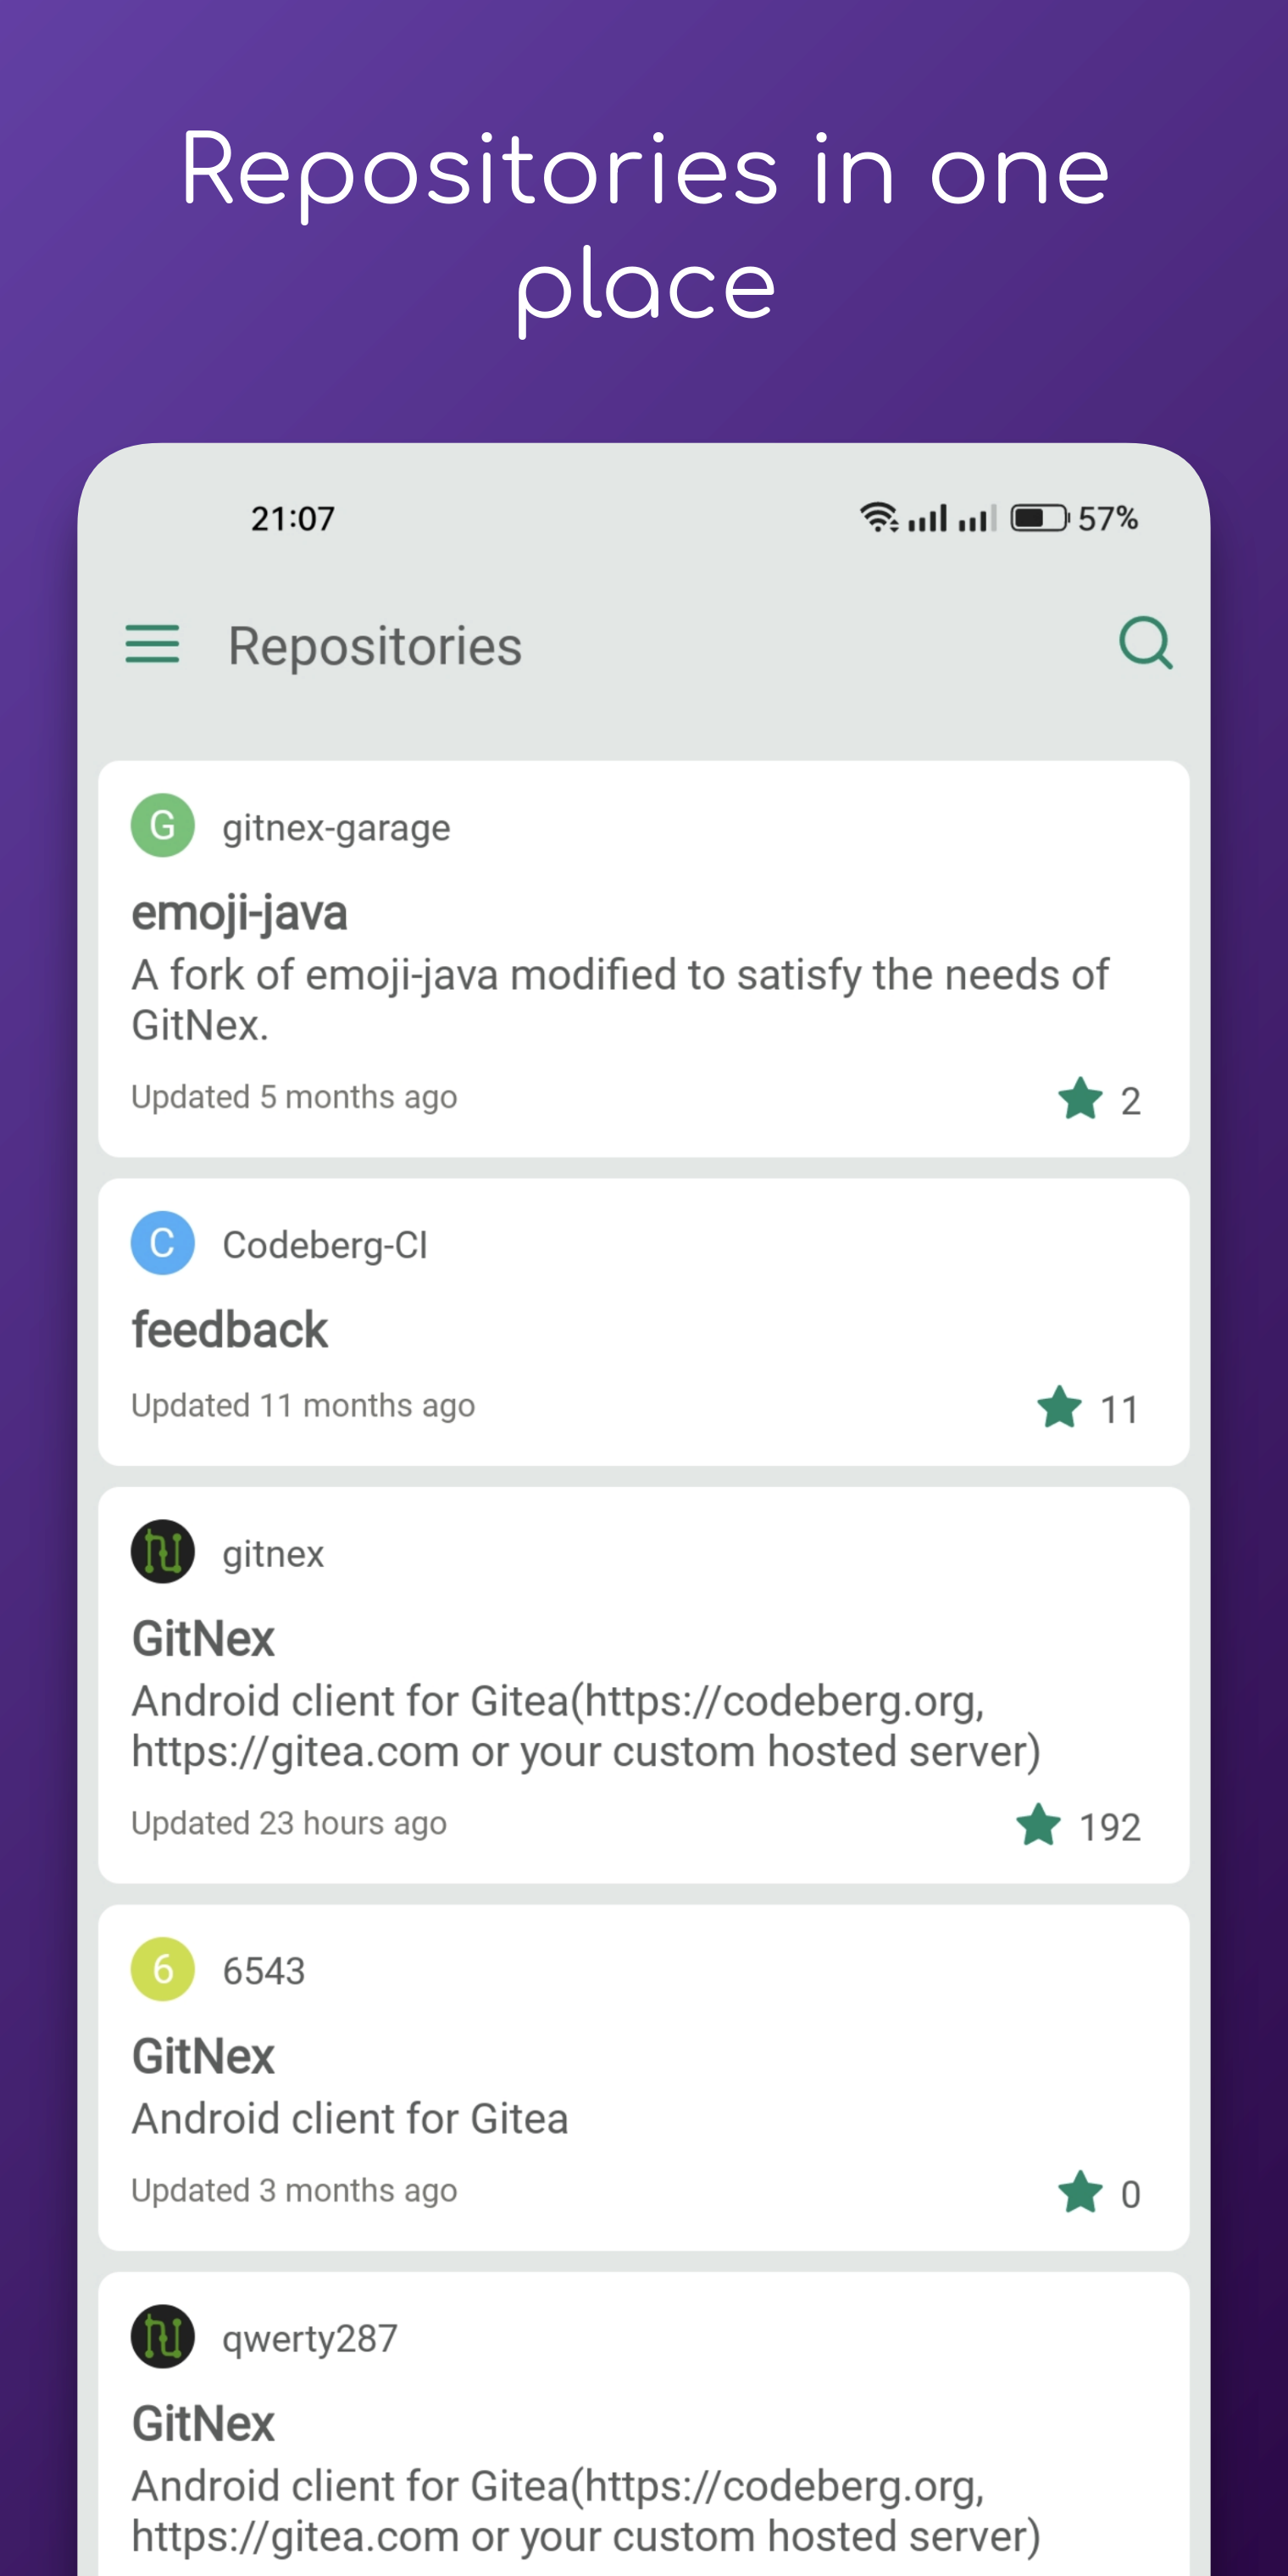 Repositories in one
place
21:07 57%
Repositories
G gitnex-garage
emoji-java
A fork of emoji-java modified to satisfy the needs of
GitNex.
Updated 5 months ago 2
C Codeberg-CI
feedback
Updated 11 months ago 11
gitnex
GitNex
Android client for Gitea(https://codeberg.org,
https://gitea.com or your custom hosted server)
Updated 23 hours ago 192
6 6543
GitNex
Android client for Gitea
Updated 3 months ago 0
qwerty287
GitNex
Android client for Gitea(https://codeberg.org,
https://gitea.com or your custom hosted server)